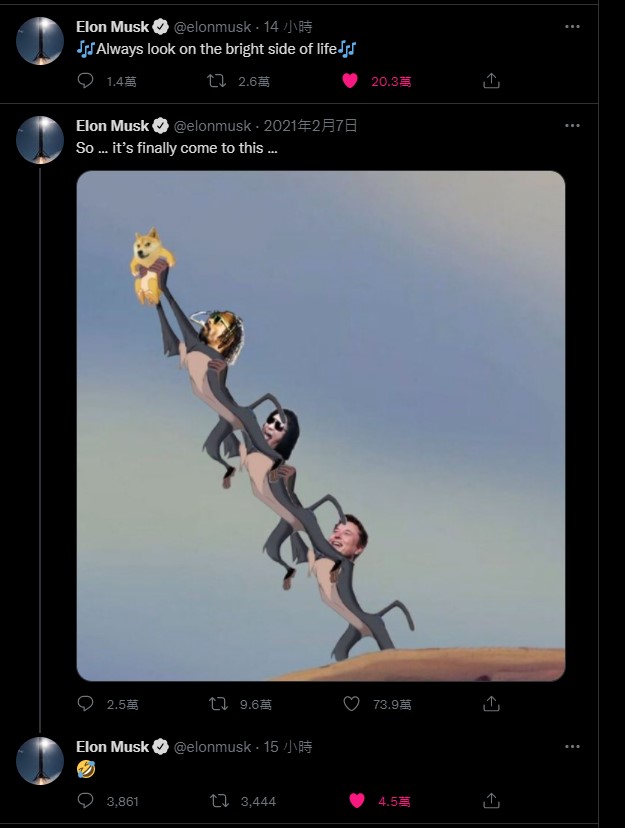 Elon Musk @elonmusk · 14 小時
🎶Always look on the bright side of life🎶
1.4萬 2.6萬 20.3萬
Elon Musk @elonmusk · 2021年2月7日
So ... it's finally come to this ...
2.5萬 9.6萬 73.9萬
Elon Musk @elonmusk · 15 小時
🤣
3,861 3,444 4.5萬